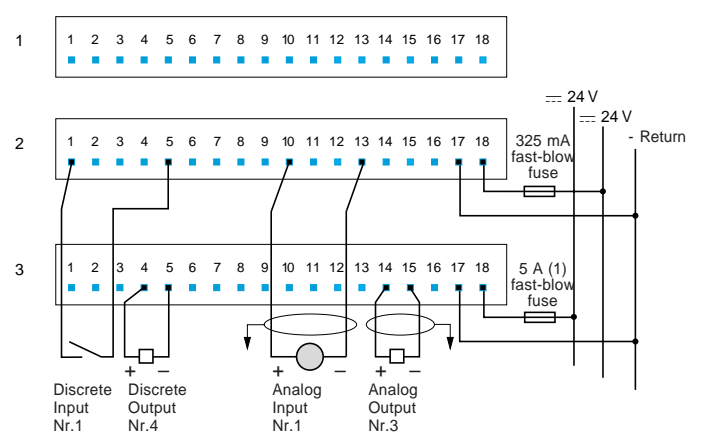 1
1 2 3 4 5 6 7 8 9 10 11 12 13 14 15 16 17 18
24 V
24 V
- Return
2
1 2 3 4 5 6 7 8 9 10 11 12 13 14 15 16 17 18
325 mA
fast-blow
fuse
3
1 2 3 4 5 6 7 8 9 10 11 12 13 14 15 16 17 18
5 A (1)
fast-blow
fuse
+ –
+ –
+ –
Discrete
Input
Nr.1
Discrete
Output
Nr.4
Analog
Input
Nr.1
Analog
Output
Nr.3